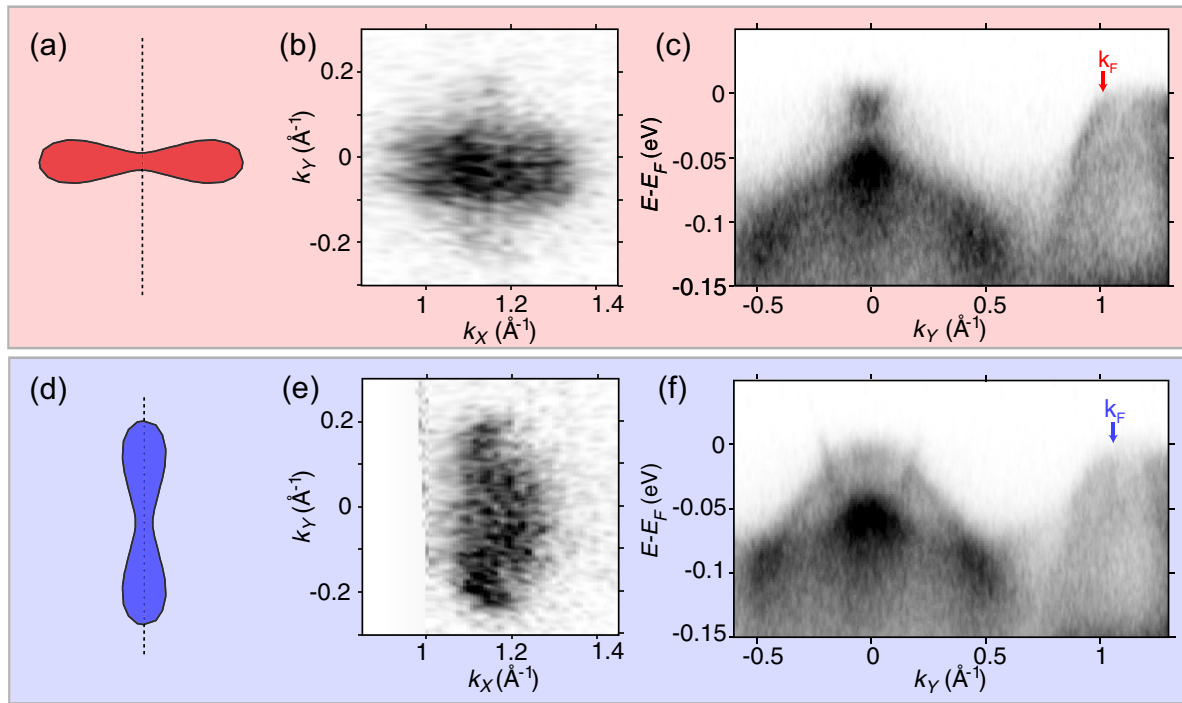 (a)
(b)
k_Y (Å⁻¹)
0.2
0
-0.2
1
1.2
1.4
k_X (Å⁻¹)
(c)
k_F
E-E_F (eV)
0
-0.05
-0.1
-0.15
-0.5
0
0.5
1
k_Y (Å⁻¹)
(d)
(e)
k_Y (Å⁻¹)
0.2
0
-0.2
1
1.2
1.4
k_X (Å⁻¹)
(f)
k_F
E-E_F (eV)
0
-0.05
-0.1
-0.15
-0.5
0
0.5
1
k_Y (Å⁻¹)